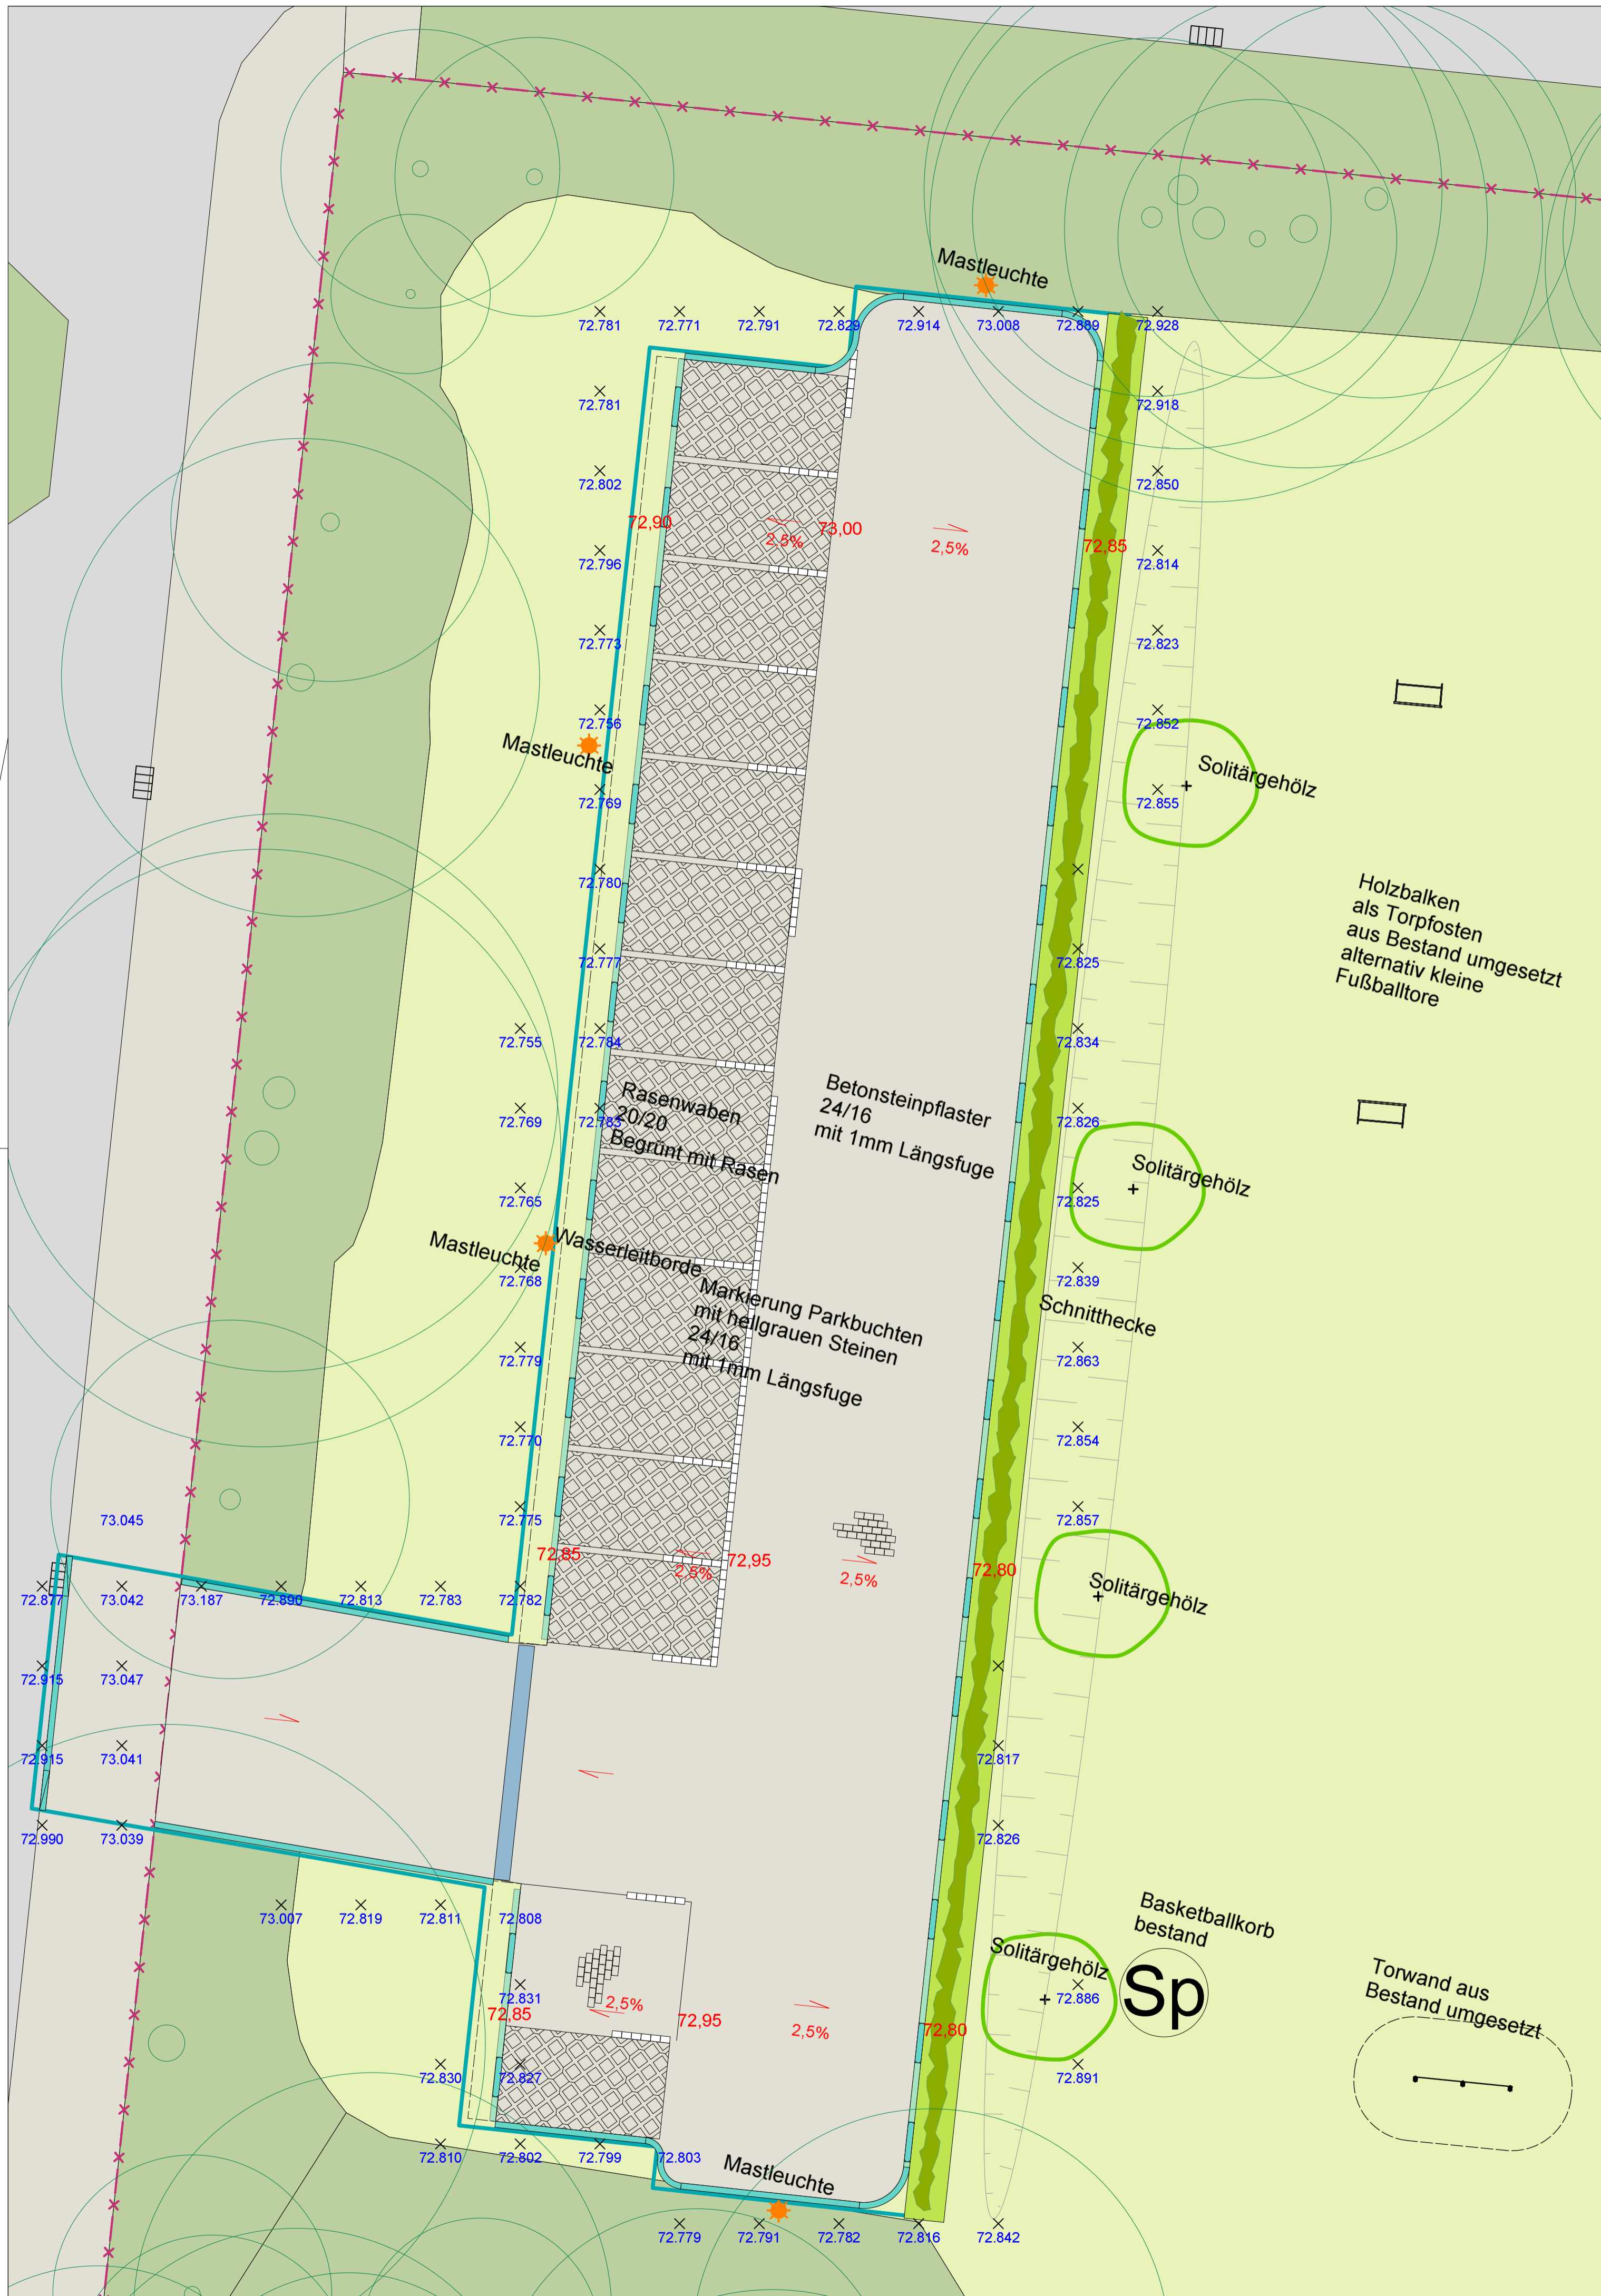 Mastleuchte
72.781 72.771 72.791 72.829 72.914 73.008 72.889 72.928
72.781 72.918
72.802 72.850
72,90 2,5% 73,00 2,5% 72,85
72.796 72.814
72.773 72.823
72.756 72.852
Mastleuchte
Solitärgehölz
72.769 72.855
72.780
Holzbalken
als Torpfosten
aus Bestand umgesetzt
alternativ kleine
Fußballtore
72.777 72.825
72.755 72.784 72.834
Rasenwaben
20/20
Begrünt mit Rasen
Betonsteinpflaster
24/16
mit 1mm Längsfuge
72.769 72.783 72.826
Solitärgehölz
72.765 72.825
Mastleuchte
Wasserleitborde
72.768 72.839
Markierung Parkbuchten
mit hellgrauen Steinen
24/16
mit 1mm Längsfuge
Schnitthecke
72.779 72.863
72.770 72.854
73.045 72.775 72.857
72,85 2,5% 72,95 2,5% 72,80
Solitärgehölz
72.877 73.042 73.187 72.890 72.813 72.783 72.782
72.915 73.047
72.915 73.041 72.817
72.990 73.039 72.826
73.007 72.819 72.811 72.808
Basketballkorb
bestand
Solitärgehölz
Sp
Torwand aus
Bestand umgesetzt
72.831 72.886
72,85 2,5% 72,95 2,5% 72,80
72.830 72.827 72.891
72.810 72.802 72.799 72.803
Mastleuchte
72.779 72.791 72.782 72.816 72.842